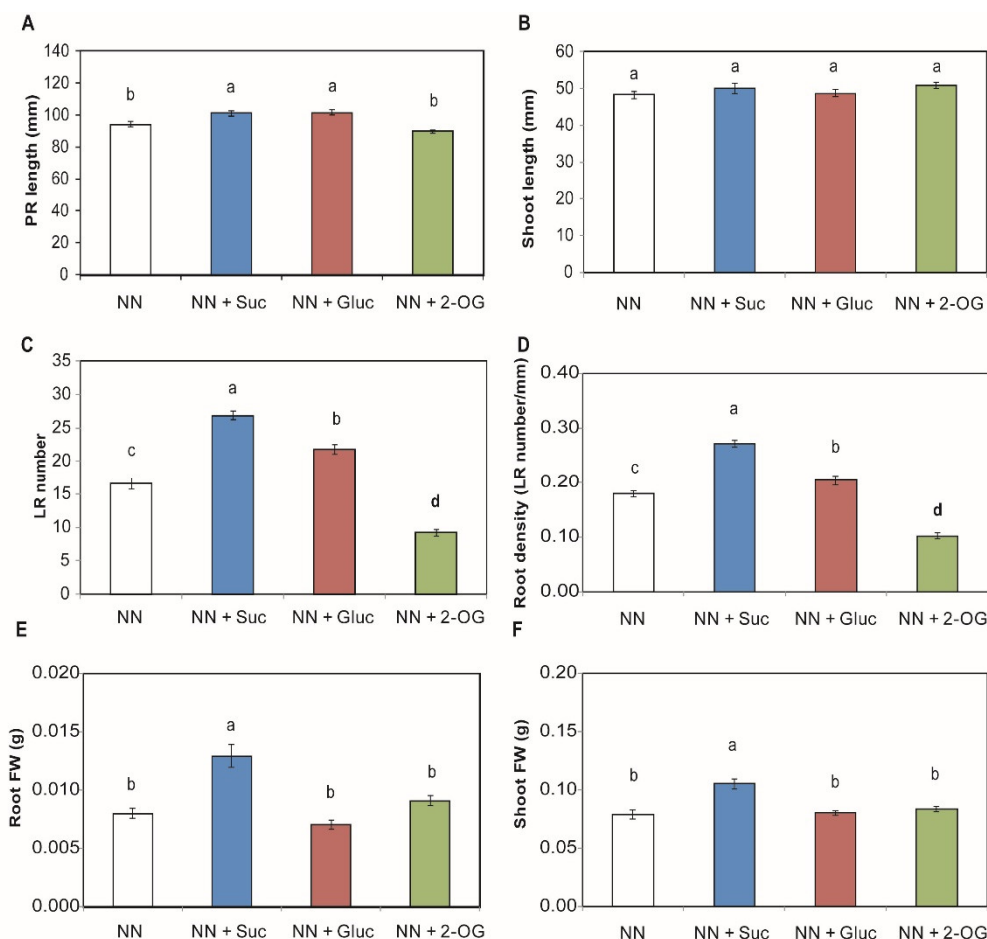 A
PR length (mm)
140
120
100
80
60
40
20
0
b
a
a
b
NN
NN + Suc
NN + Gluc
NN + 2-OG
B
Shoot length (mm)
60
50
40
30
20
10
0
a
a
a
a
NN
NN + Suc
NN + Gluc
NN + 2-OG
C
LR number
35
30
25
20
15
10
5
0
c
a
b
d
NN
NN + Suc
NN + Gluc
NN + 2-OG
D
Root density (LR number/mm)
0.40
0.30
0.20
0.10
0.00
c
a
b
d
NN
NN + Suc
NN + Gluc
NN + 2-OG
E
Root FW (g)
0.020
0.015
0.010
0.005
0.000
b
a
b
b
NN
NN + Suc
NN + Gluc
NN + 2-OG
F
Shoot FW (g)
0.20
0.15
0.10
0.05
0.00
b
a
b
b
NN
NN + Suc
NN + Gluc
NN + 2-OG